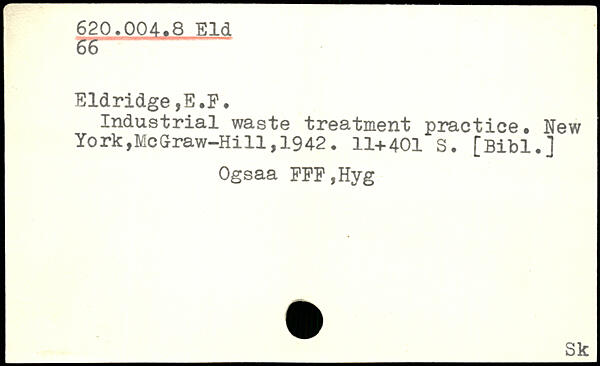 620.004.8 Eld
66
Eldridge,E.F.
Industrial waste treatment practice. New
York,McGraw-Hill,1942. 11+401 S. [Bibl.]
Ogsaa FFF,Hyg
Sk